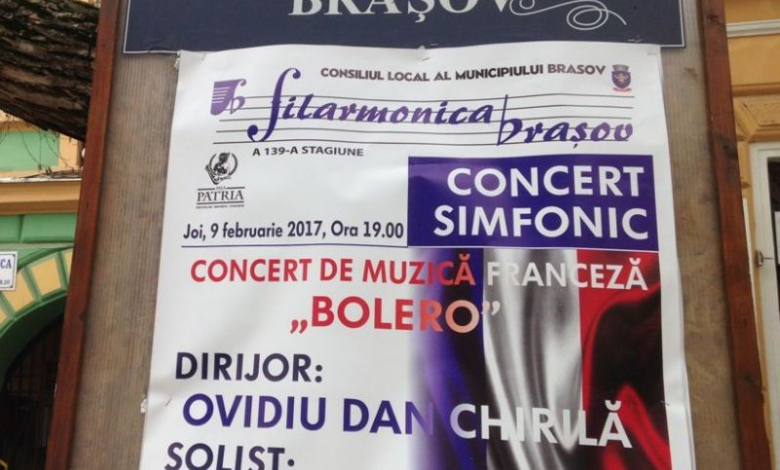 BRAŞOV
CONSILIUL LOCAL AL MUNICIPIULUI BRASOV
filarmonica
braşov
A 139-A STAGIUNE
PATRIA
CONCERT
SIMFONIC
Joi, 9 februarie 2017, Ora 19.00
CONCERT DE MUZICĂ FRANCEZĂ
„BOLERO”
DIRIJOR:
OVIDIU DAN CHIRILĂ
SOLIST: